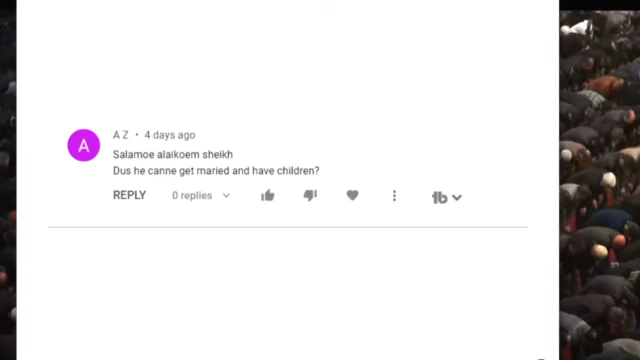 A
A Z • 4 days ago
Salamoe alaikoem sheikh
Dus he canne get maried and have children?
REPLY 0 replies